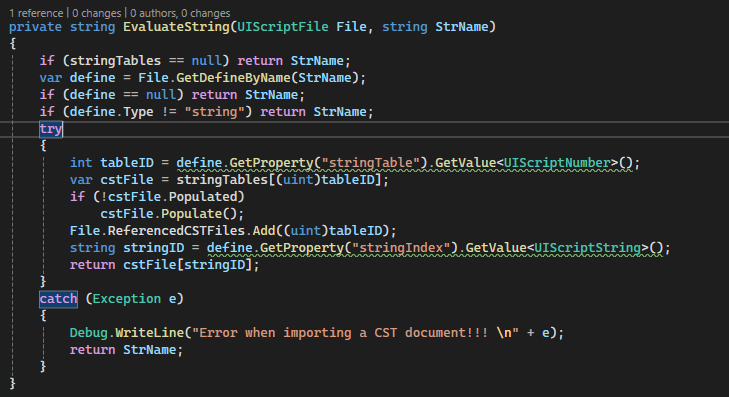 1 reference | 0 changes | 0 authors, 0 changes
private string EvaluateString(UIScriptFile File, string StrName)
{
    if (stringTables == null) return StrName;
    var define = File.GetDefineByName(StrName);
    if (define == null) return StrName;
    if (define.Type != "string") return StrName;
    try
    {
        int tableID = define.GetProperty("stringTable").GetValue<UIScriptNumber>();
        var cstFile = stringTables[(uint)tableID];
        if (!cstFile.Populated)
            cstFile.Populate();
        File.ReferencedCSTFiles.Add((uint)tableID);
        string stringID = define.GetProperty("stringIndex").GetValue<UIScriptString>();
        return cstFile[stringID];
    }
    catch (Exception e)
    {
        Debug.WriteLine("Error when importing a CST document!!! \n" + e);
        return StrName;
    }
}